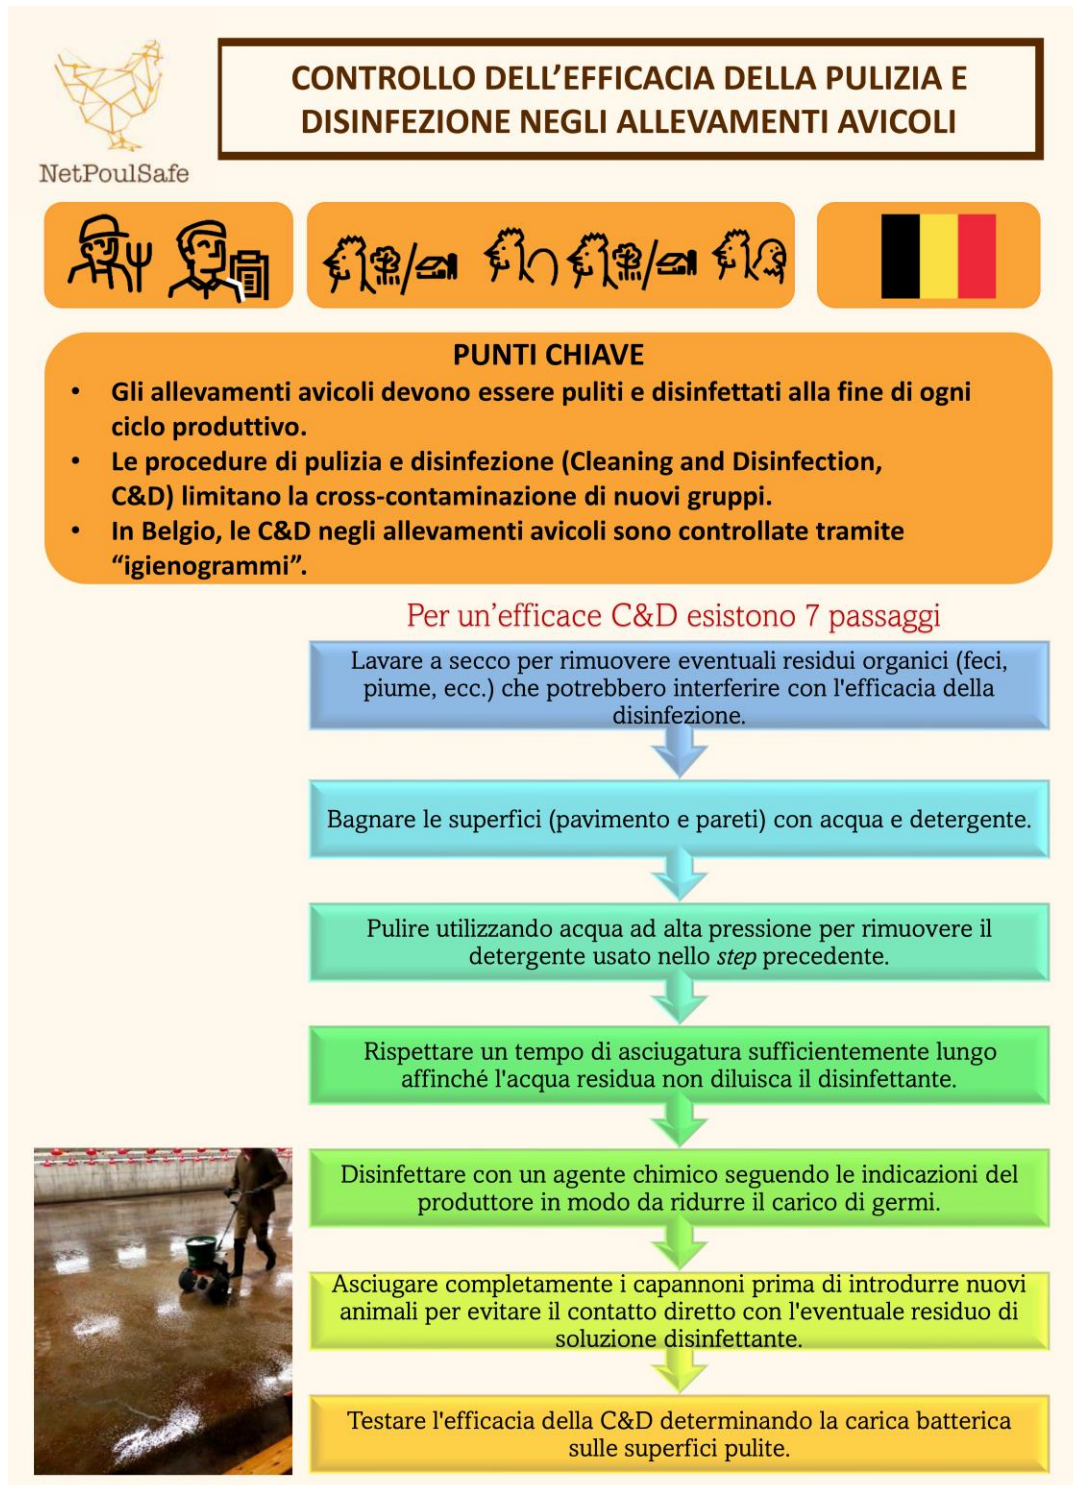 NetPoulSafe
CONTROLLO DELL’EFFICACIA DELLA PULIZIA E
DISINFEZIONE NEGLI ALLEVAMENTI AVICOLI
PUNTI CHIAVE
• Gli allevamenti avicoli devono essere puliti e disinfettati alla fine di ogni
ciclo produttivo.
• Le procedure di pulizia e disinfezione (Cleaning and Disinfection,
C&D) limitano la cross-contaminazione di nuovi gruppi.
• In Belgio, le C&D negli allevamenti avicoli sono controllate tramite
“igienogrammi”.
Per un’efficace C&D esistono 7 passaggi
Lavare a secco per rimuovere eventuali residui organici (feci,
piume, ecc.) che potrebbero interferire con l'efficacia della
disinfezione.
Bagnare le superfici (pavimento e pareti) con acqua e detergente.
Pulire utilizzando acqua ad alta pressione per rimuovere il
detergente usato nello step precedente.
Rispettare un tempo di asciugatura sufficientemente lungo
affinché l'acqua residua non diluisca il disinfettante.
Disinfettare con un agente chimico seguendo le indicazioni del
produttore in modo da ridurre il carico di germi.
Asciugare completamente i capannoni prima di introdurre nuovi
animali per evitare il contatto diretto con l'eventuale residuo di
soluzione disinfettante.
Testare l'efficacia della C&D determinando la carica batterica
sulle superfici pulite.